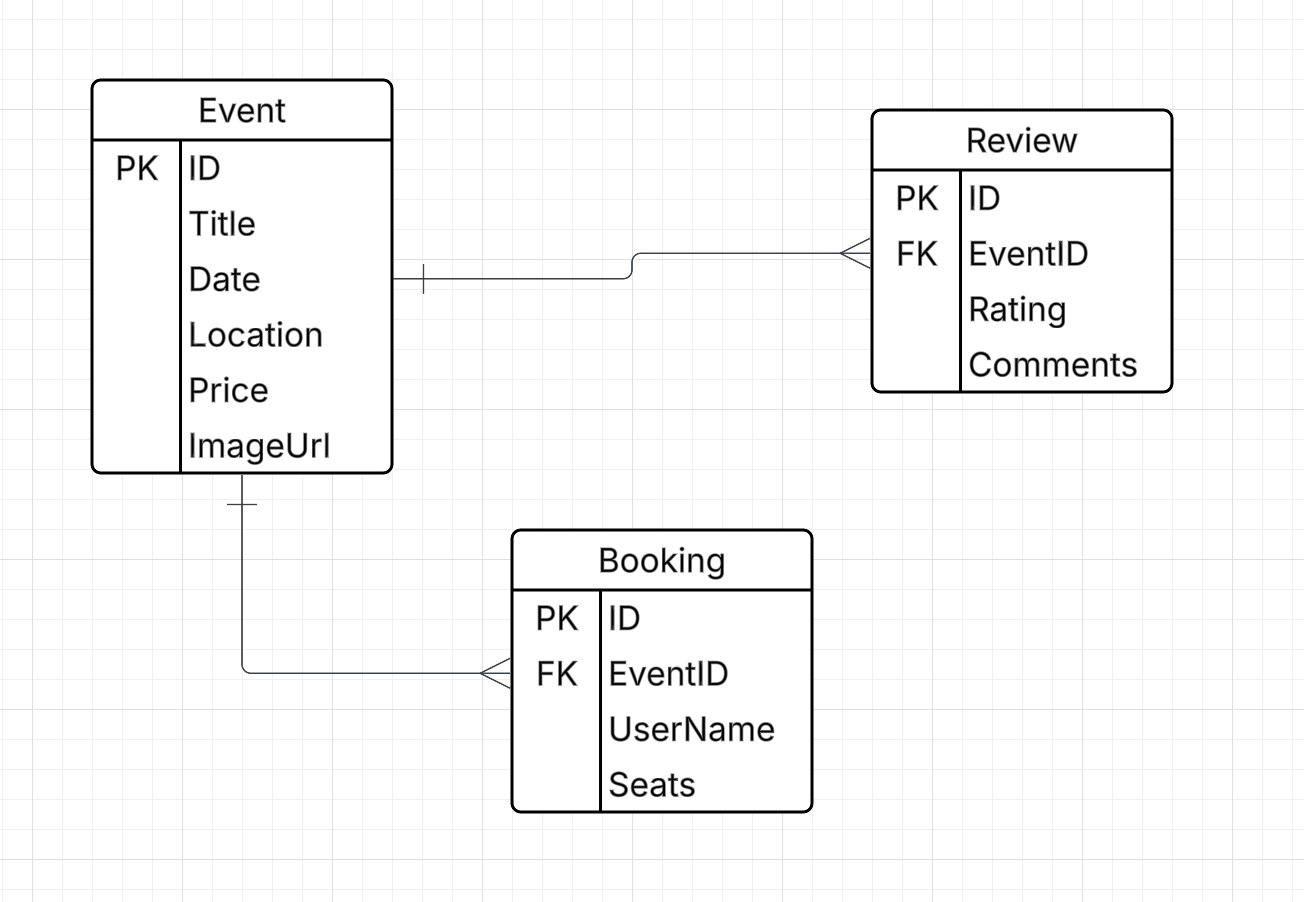 Event
PK ID
Title
Date
Location
Price
ImageUrl
Review
PK ID
FK EventID
Rating
Comments
Booking
PK ID
FK EventID
UserName
Seats